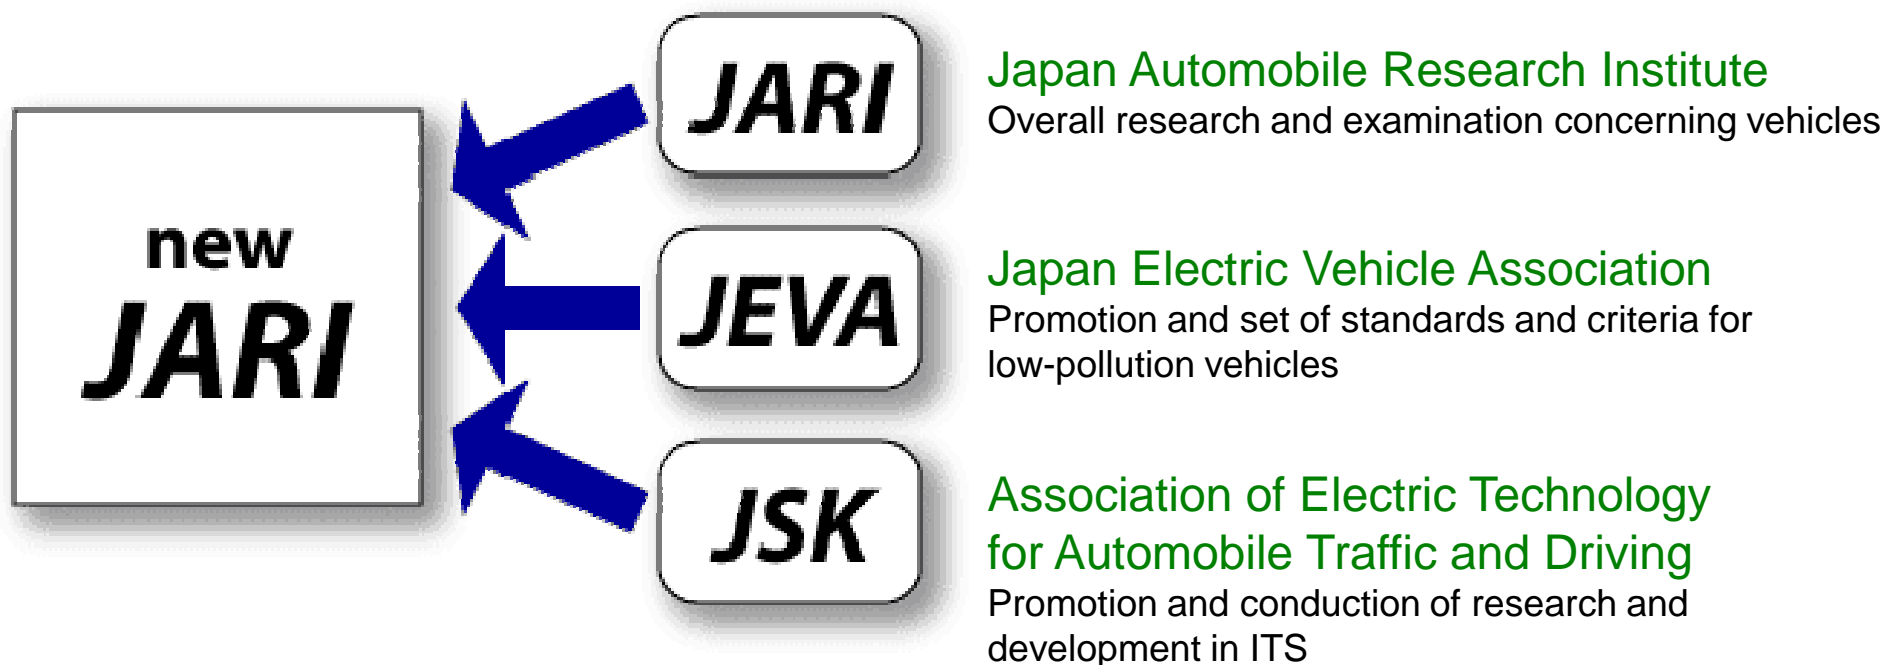 new
JARI
JARI
Japan Automobile Research Institute
Overall research and examination concerning vehicles
JEVA
Japan Electric Vehicle Association
Promotion and set of standards and criteria for
low-pollution vehicles
JSK
Association of Electric Technology
for Automobile Traffic and Driving
Promotion and conduction of research and
development in ITS